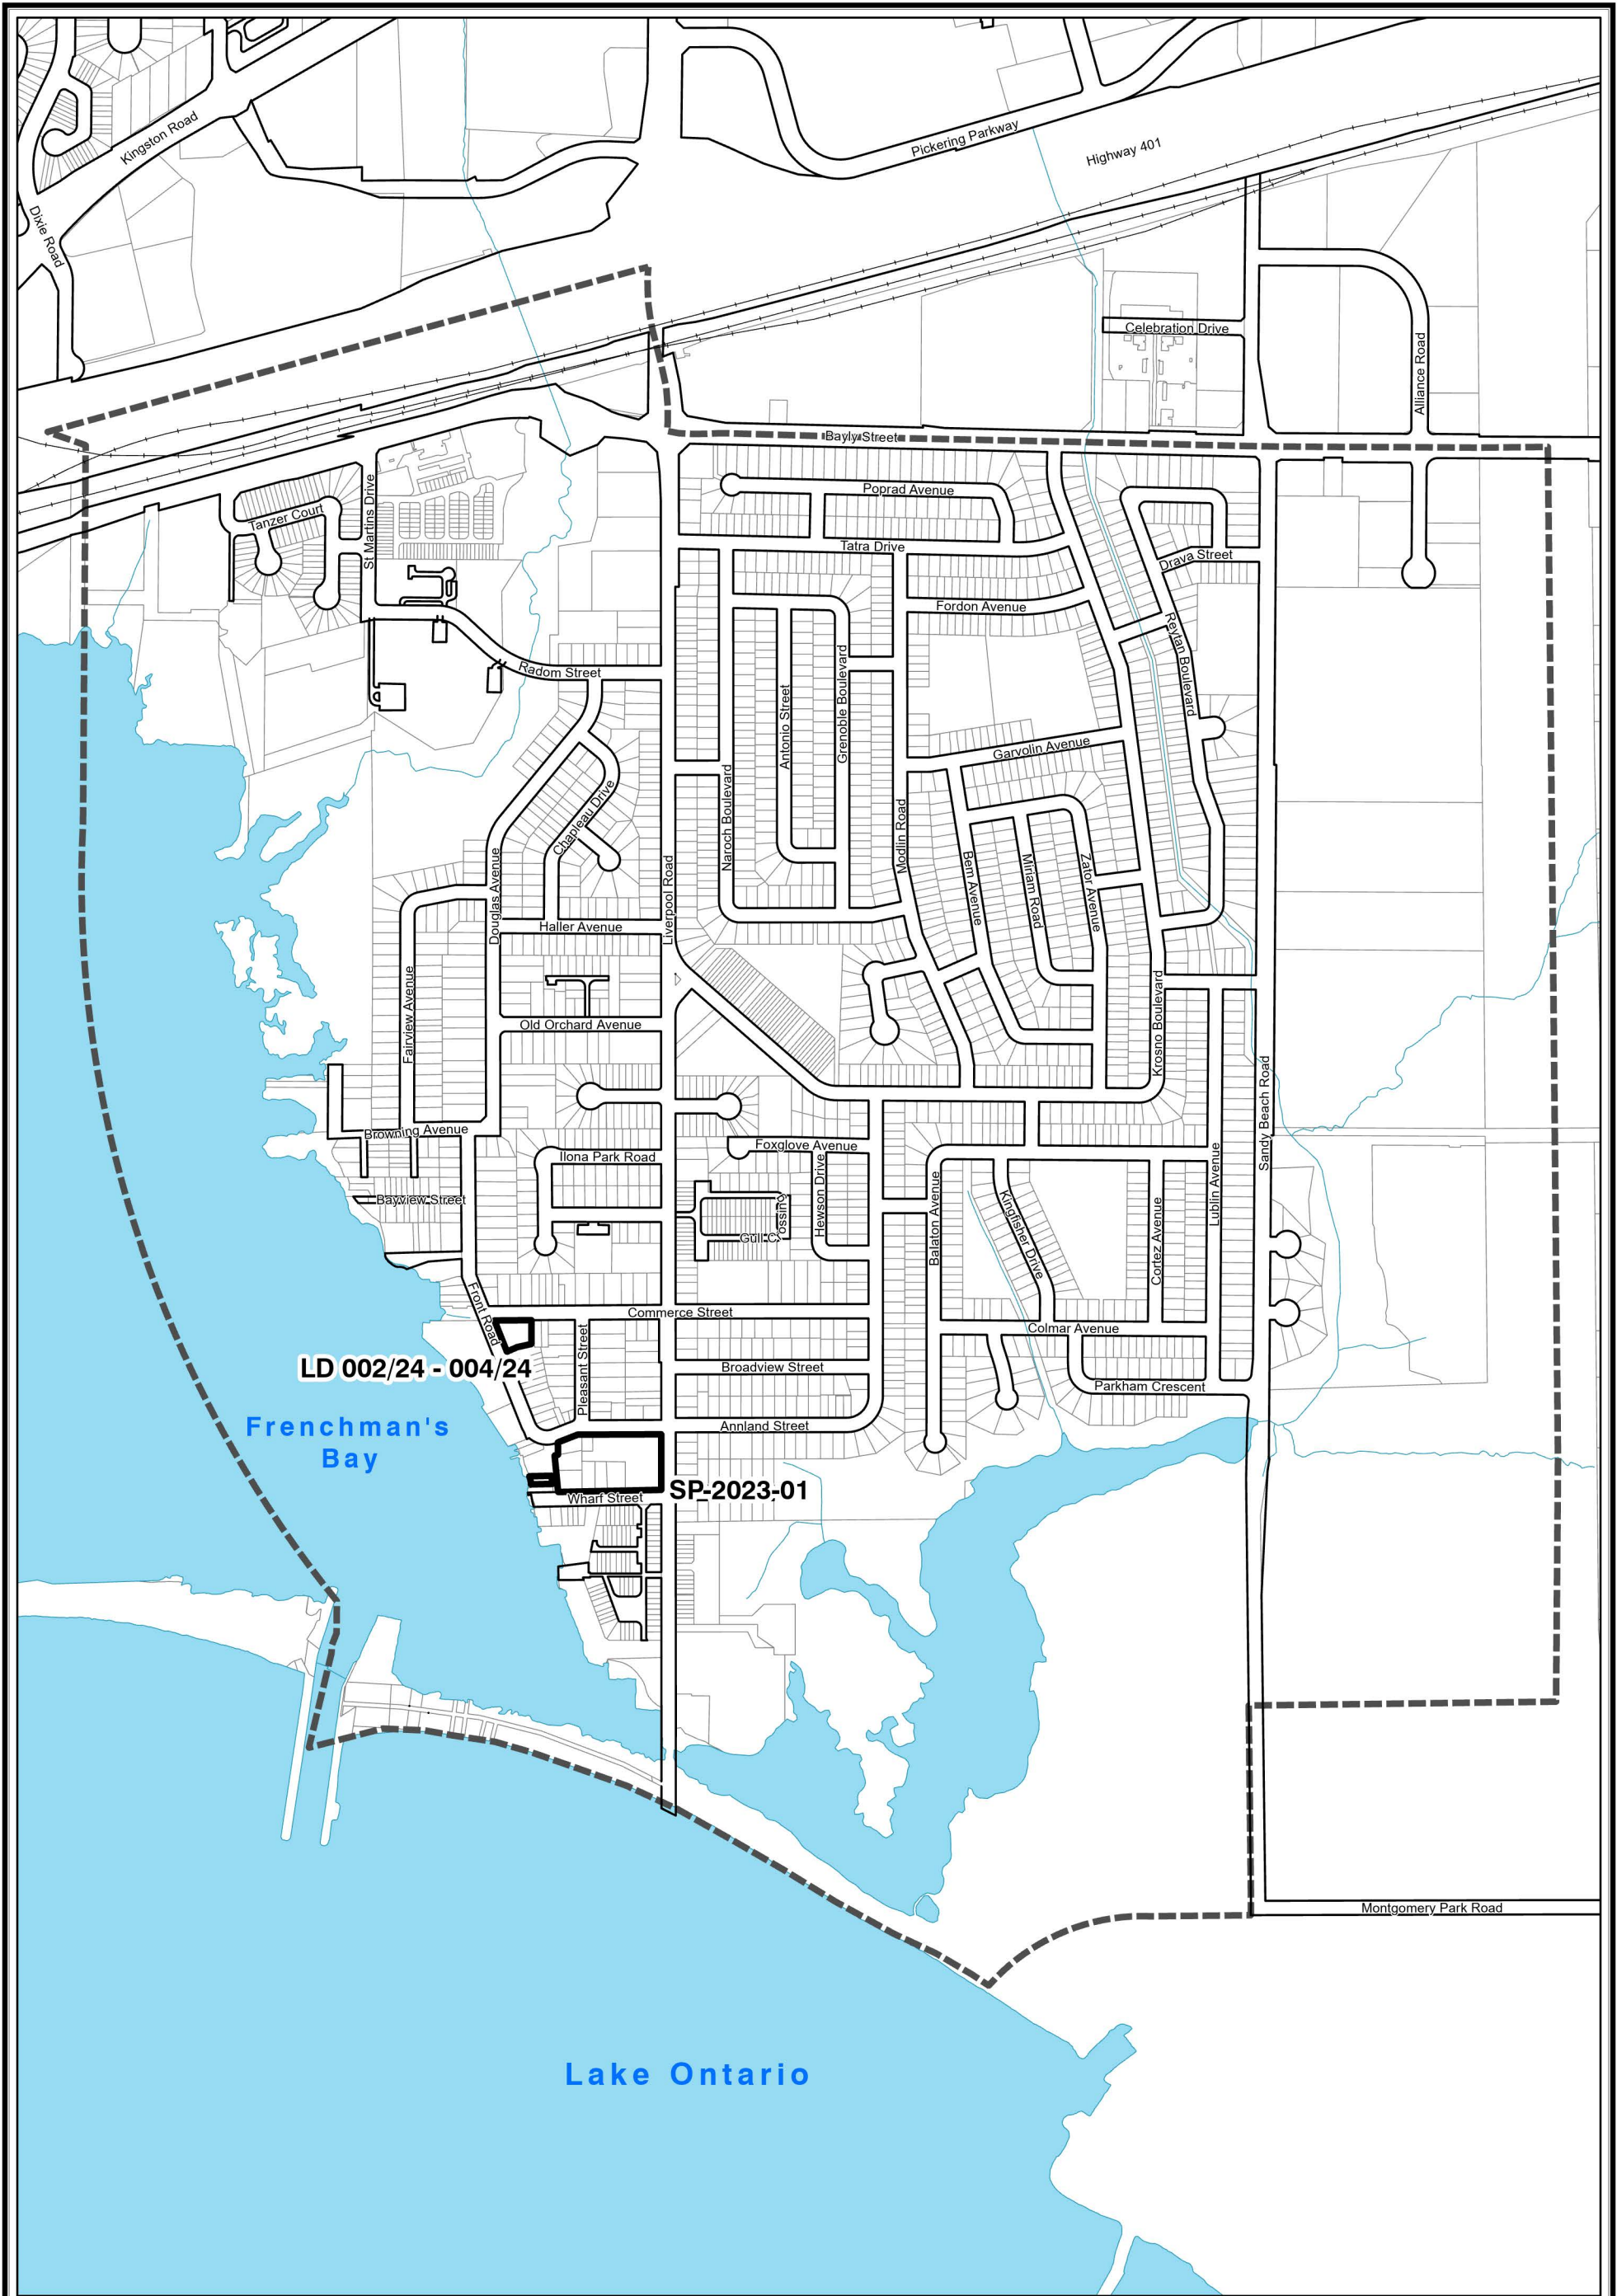 Kingston Road
Pickering Parkway
Highway 401
Dixie Road
Celebration Drive
Alliance Road
Bayly Street
Poprad Avenue
St Martins Drive
Tanzer Court
Tatra Drive
Drava Street
Fordon Avenue
Reytan Boulevard
Radom Street
Antonio Street
Grenoble Boulevard
Garvolin Avenue
Naroch Boulevard
Chapleau Drive
Modlin Road
Douglas Avenue
Liverpool Road
Bem Avenue
Miriam Road
Zator Avenue
Haller Avenue
Fairview Avenue
Old Orchard Avenue
Krosno Boulevard
Sandy Beach Road
Browning Avenue
Foxglove Avenue
Ilona Park Road
Hewson Drive
Lublin Avenue
Bayview Street
Gull Crossing
Balaton Avenue
Kingfisher Drive
Cortez Avenue
Front Road
Commerce Street
Colmar Avenue
Pleasant Street
LD 002/24 - 004/24
Broadview Street
Parkham Crescent
Annland Street
Frenchman's
Bay
SP-2023-01
Wharf Street
Montgomery Park Road
Lake Ontario